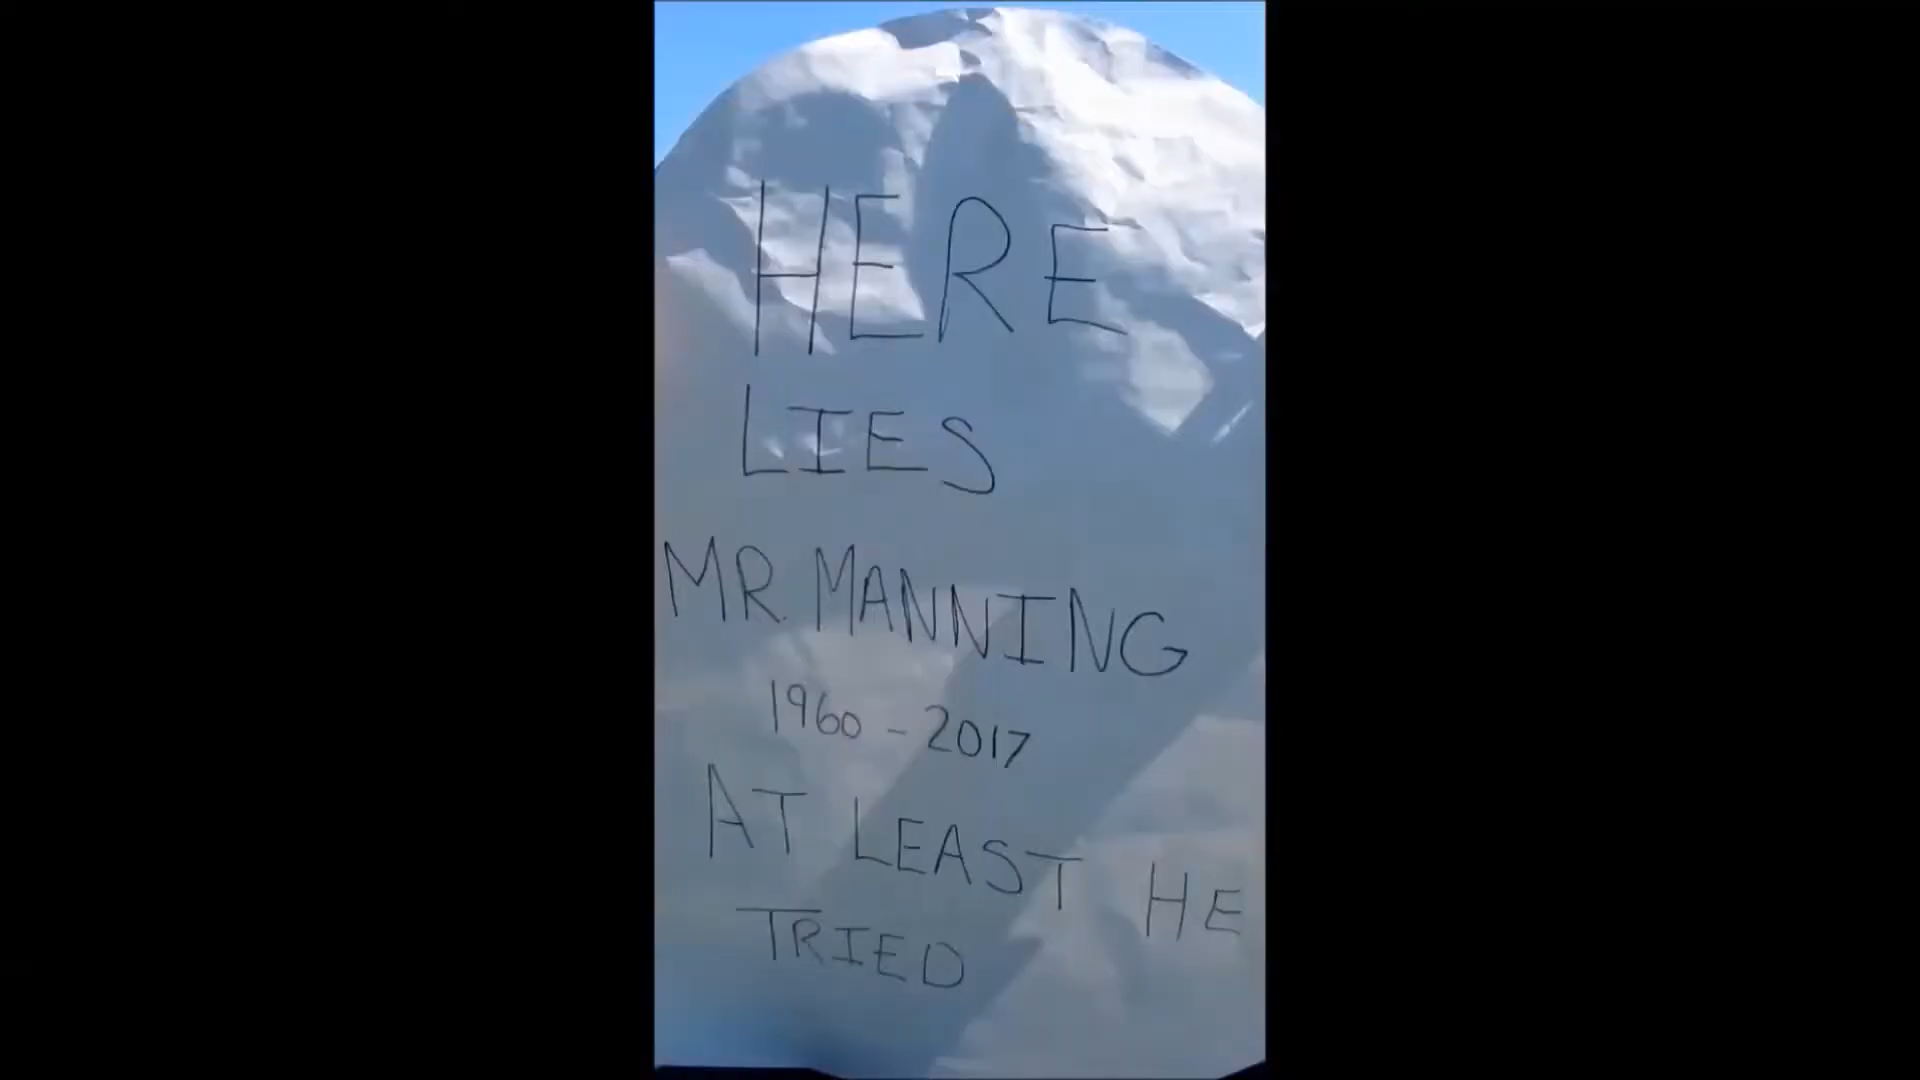 HERE
LIES
MR. MANNING
1960 - 2017
AT LEAST HE
TRIED